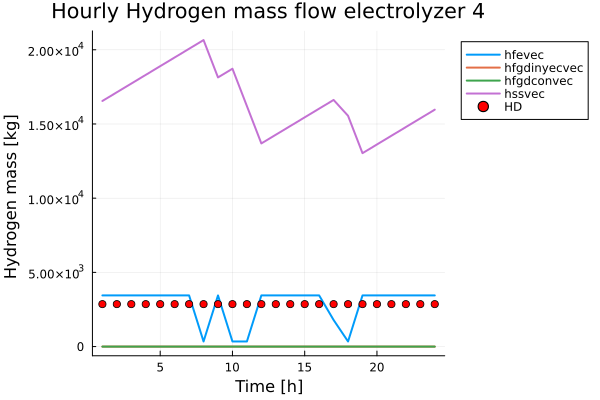 Hourly Hydrogen mass flow electrolyzer 4
Hydrogen mass [kg]
2.00×10⁴
1.50×10⁴
1.00×10⁴
5.00×10³
0
5 10 15 20
Time [h]
hfevec
hfgdinyecvec
hfgdconvec
hssvec
HD